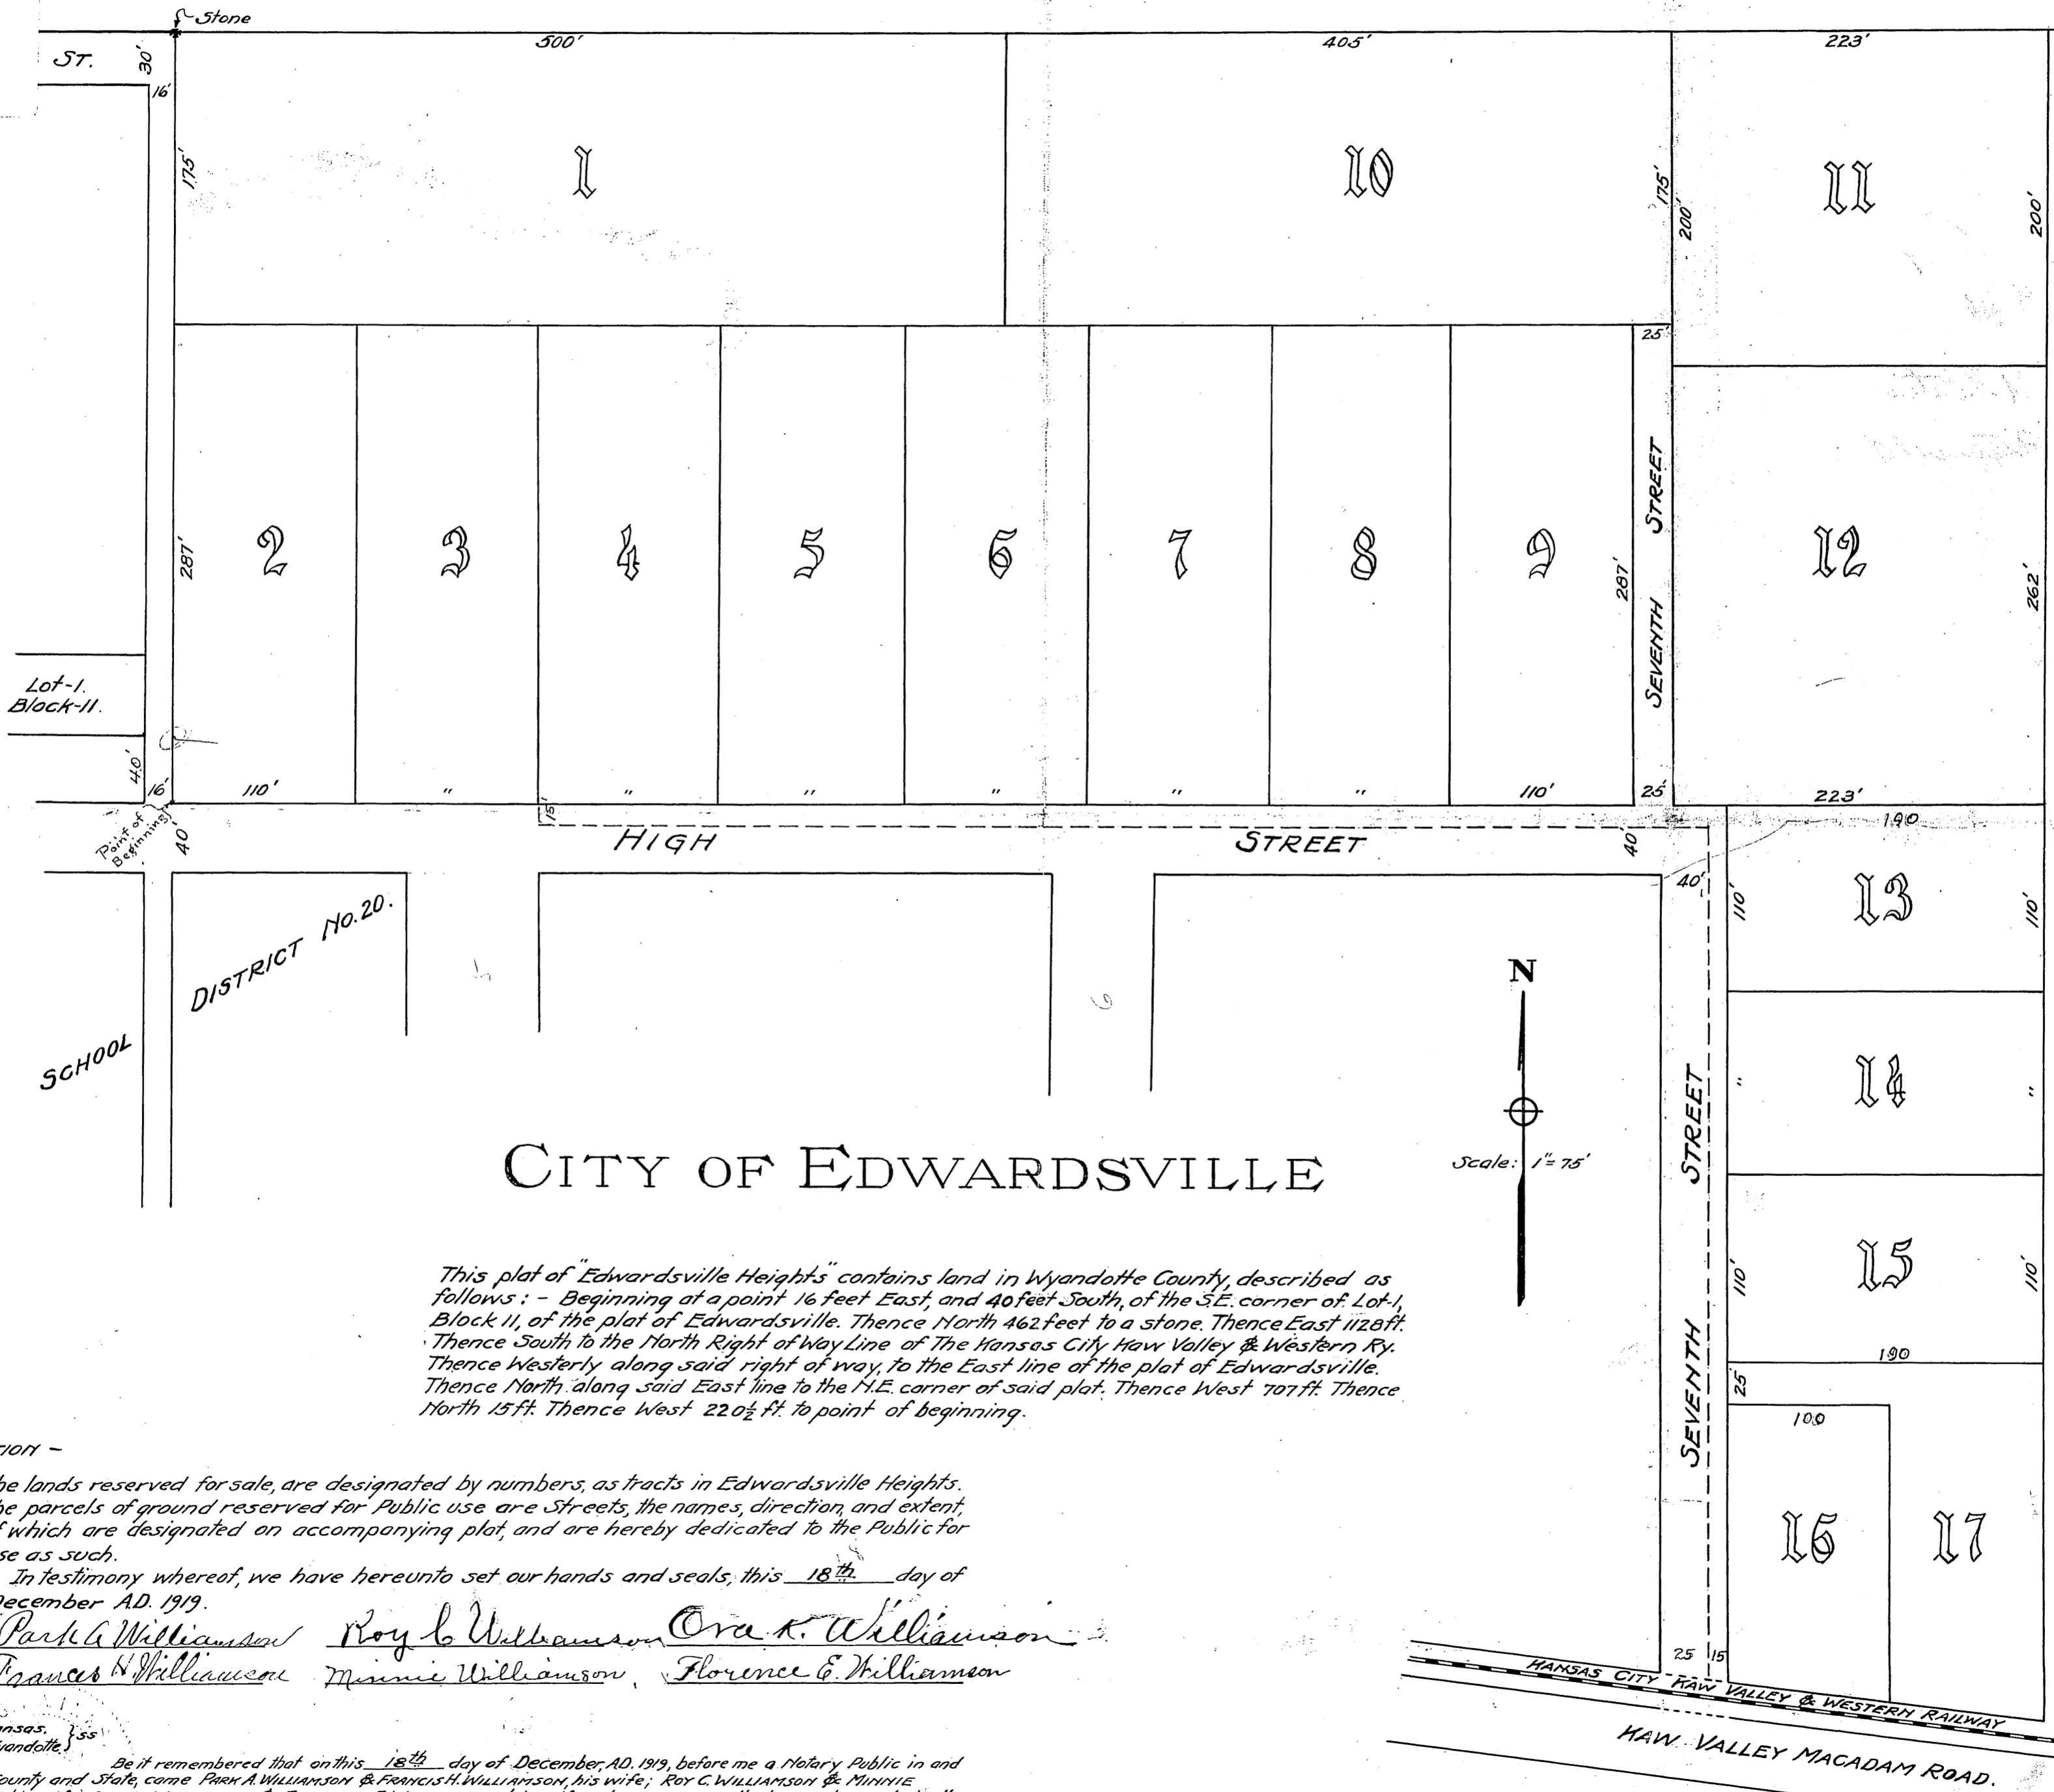 Stone
ST.
30'
16'
500'
405'
223'
175'
1
10
175'
200'
11
200'
25'
287'
2
3
4
5
6
7
8
9
287'
SEVENTH STREET
12
262'
Lot-1.
Block-11.
40'
16'
110'
"
"
"
"
"
"
110'
25'
223'
Point of
Beginning
40'
15'
HIGH STREET
40'
190
40'
110'
13
110'
SCHOOL DISTRICT No. 20.
5
6
N
"
14
"
CITY OF EDWARDSVILLE
Scale: 1"= 75'
SEVENTH STREET
110'
15
110'
190
25'
100
16
17
25
15
This plat of "Edwardsville Heights" contains land in Wyandotte County, described as
follows: - Beginning at a point 16 feet East, and 40 feet South, of the S.E. corner of Lot-1,
Block 11, of the plat of Edwardsville. Thence North 462 feet to a stone. Thence East 1128 ft.
Thence South to the North Right of Way Line of The Kansas City Kaw Valley & Western Ry.
Thence Westerly along said right of way, to the East line of the plat of Edwardsville.
Thence North along said East line to the N.E. corner of said plat. Thence West 707 ft. Thence
North 15 ft. Thence West 220½ ft. to point of beginning.
TION -
he lands reserved for sale, are designated by numbers, as tracts in Edwardsville Heights.
he parcels of ground reserved for Public use are Streets, the names, direction, and extent,
f which are designated on accompanying plat, and are hereby dedicated to the Public for
se as such.
In testimony whereof, we have hereunto set our hands and seals, this 18th day of
December A.D. 1919.
Park A Williamson Roy C Williamson Ora K. Williamson
Frances H Williamson Minnie Williamson, Florence E. Williamson
KANSAS CITY KAW VALLEY & WESTERN RAILWAY
KAW VALLEY MACADAM ROAD.
ansas, } ss
yandotte,
Be it remembered that on this 18th day of December, A.D. 1919, before me a Notary Public in and
ounty and State, came PARK A. WILLIAMSON & FRANCIS H. WILLIAMSON, his wife; ROY C. WILLIAMSON & MINNIE